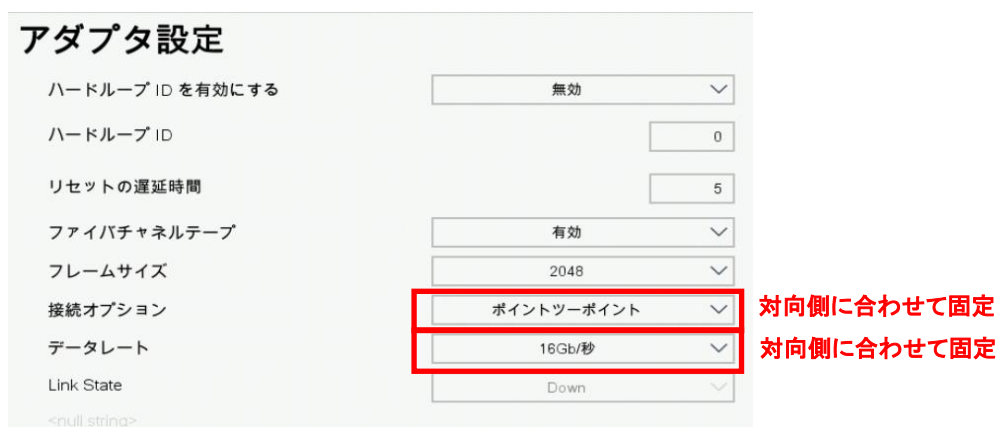 アダプタ設定
ハードループ ID を有効にする 無効
ハードループ ID 0
リセットの遅延時間 5
ファイバチャネルテープ 有効
フレームサイズ 2048
接続オプション ポイントツーポイント 対向側に合わせて固定
データレート 16Gb/秒 対向側に合わせて固定
Link State Down
<null string>